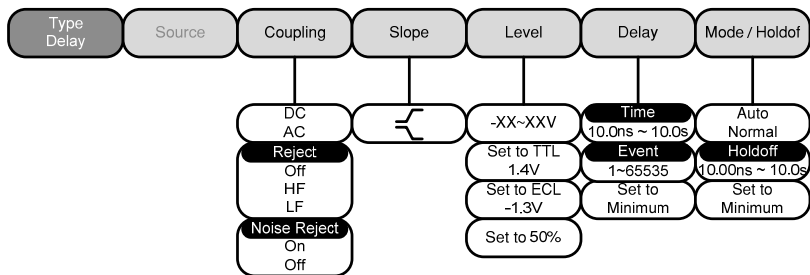 Type
Delay
Source
Coupling
Slope
Level
Delay
Mode / Holdof
DC
AC
Reject
Off
HF
LF
Noise Reject
On
Off
-XX~XXV
Set to TTL
1.4V
Set to ECL
-1.3V
Set to 50%
Time
10.0ns ~ 10.0s
Event
1~65535
Set to
Minimum
Auto
Normal
Holdoff
10.00ns ~ 10.0s
Set to
Minimum